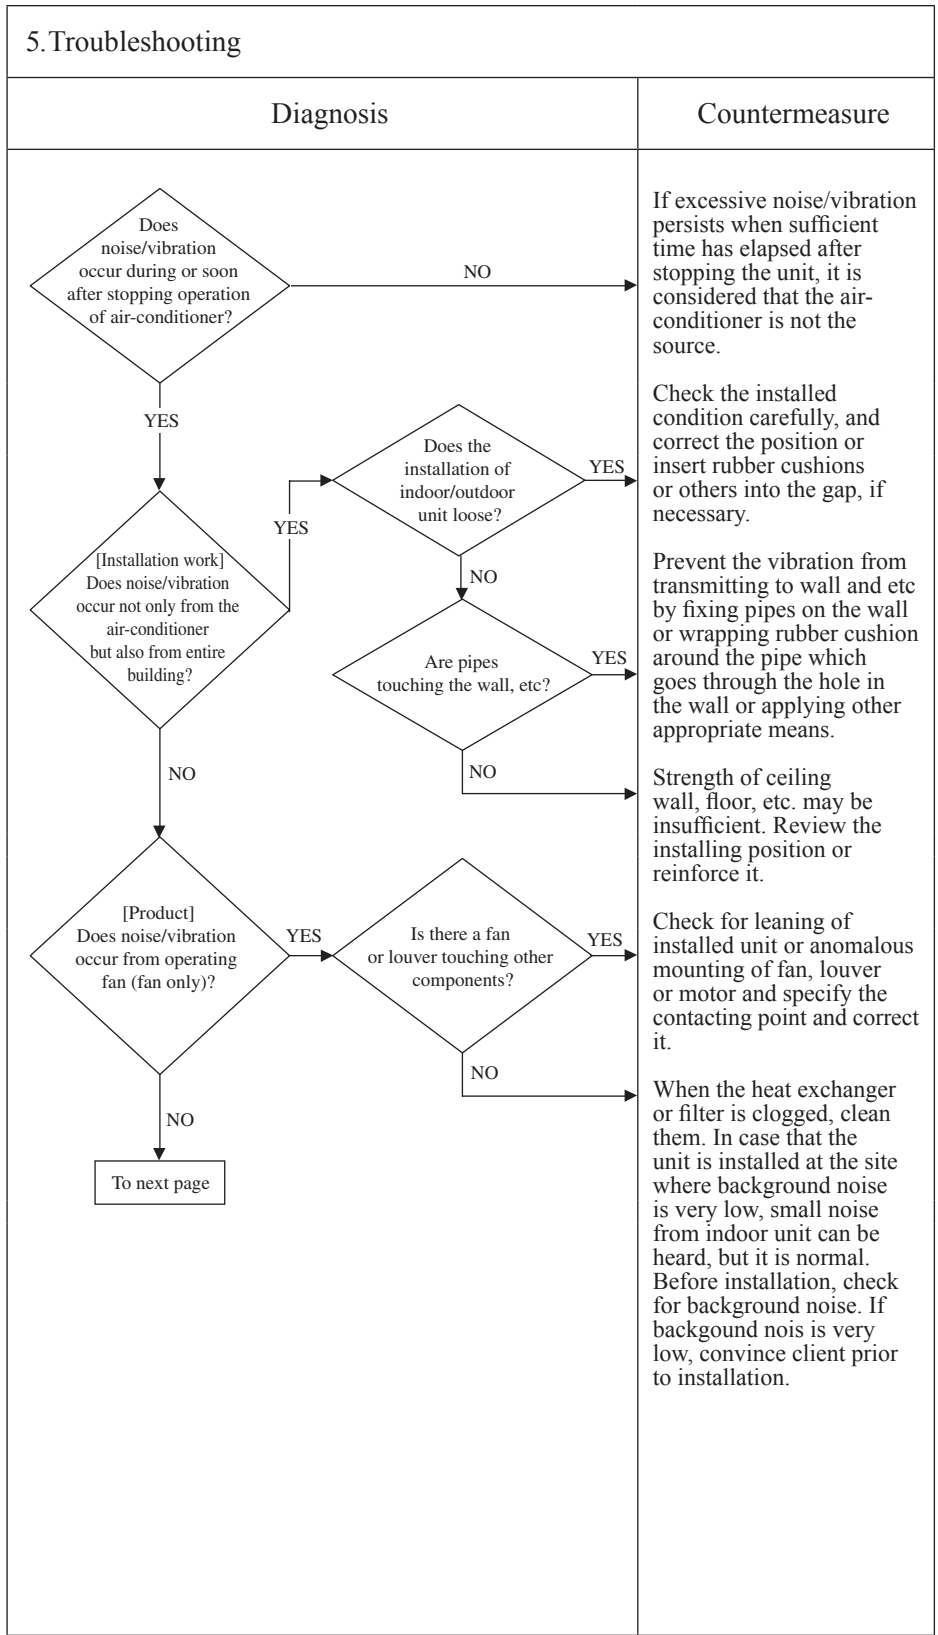 5.Troubleshooting
Diagnosis
Countermeasure
Does
noise/vibration
occur during or soon
after stopping operation
of air-conditioner?
NO
If excessive noise/vibration
persists when sufficient
time has elapsed after
stopping the unit, it is
considered that the air-
conditioner is not the
source.
YES
[Installation work]
Does noise/vibration
occur not only from the
air-conditioner
but also from entire
building?
YES
Does the
installation of
indoor/outdoor
unit loose?
YES
Check the installed
condition carefully, and
correct the position or
insert rubber cushions
or others into the gap, if
necessary.
NO
Are pipes
touching the wall, etc?
YES
Prevent the vibration from
transmitting to wall and etc
by fixing pipes on the wall
or wrapping rubber cushion
around the pipe which
goes through the hole in
the wall or applying other
appropriate means.
NO
Strength of ceiling
wall, floor, etc. may be
insufficient. Review the
installing position or
reinforce it.
NO
[Product]
Does noise/vibration
occur from operating
fan (fan only)?
YES
Is there a fan
or louver touching other
components?
YES
Check for leaning of
installed unit or anomalous
mounting of fan, louver
or motor and specify the
contacting point and correct
it.
NO
When the heat exchanger
or filter is clogged, clean
them. In case that the
unit is installed at the site
where background noise
is very low, small noise
from indoor unit can be
heard, but it is normal.
Before installation, check
for background noise. If
backgound nois is very
low, convince client prior
to installation.
NO
To next page